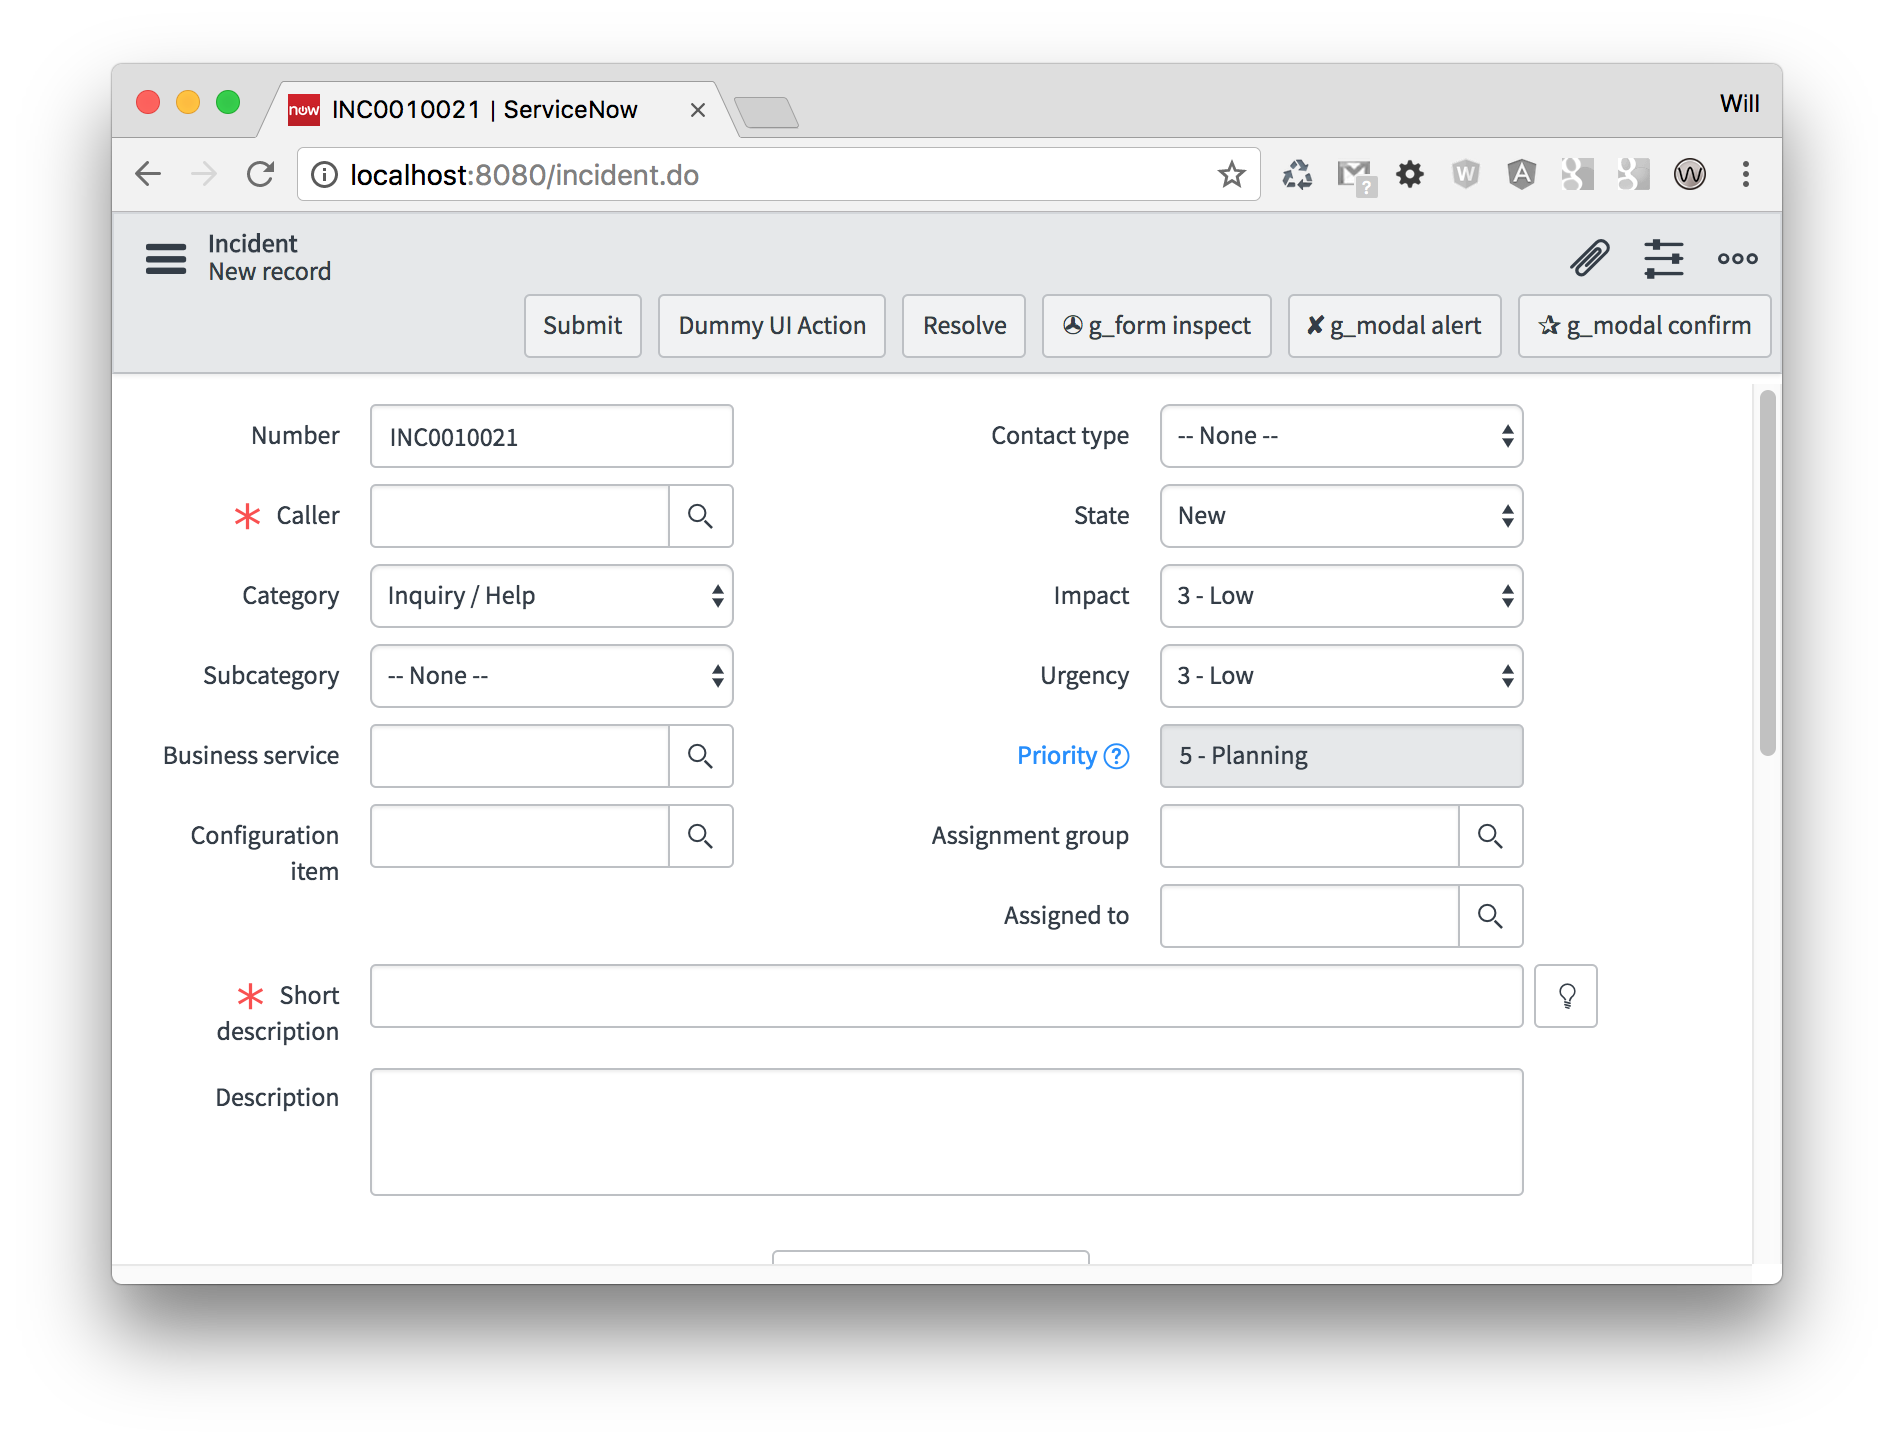 now INC0010021 | ServiceNow
Will
localhost:8080/incident.do
Incident
New record
Submit
Dummy UI Action
Resolve
g_form inspect
✘ g_modal alert
g_modal confirm
Number INC0010021
Contact type -- None --
Caller
State New
Category Inquiry / Help
Impact 3 - Low
Subcategory -- None --
Urgency 3 - Low
Business service
Priority ? 5 - Planning
Configuration
item
Assignment group
Assigned to
Short
description
Description